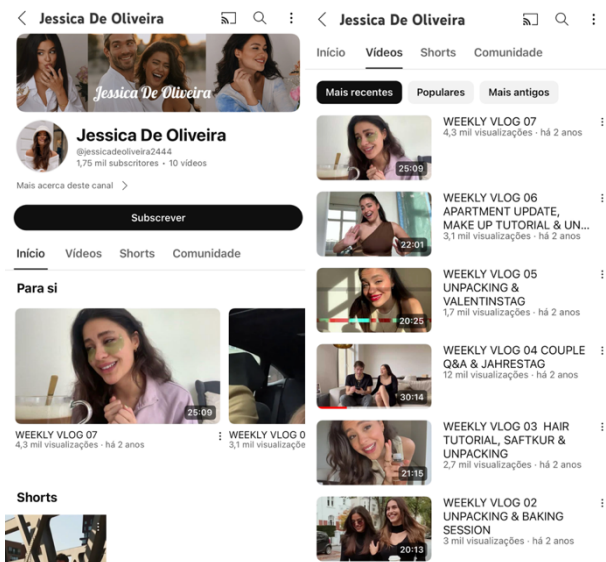 Jessica De Oliveira
Jessica De Oliveira
Jessica De Oliveira
@jessicadeoliveira2444
1,75 mil subscritores • 10 vídeos
Mais acerca deste canal
Subscrever
Início Vídeos Shorts Comunidade
Para si
25:09
WEEKLY VLOG 07
4,3 mil visualizações · há 2 anos
WEEKLY VLOG 0
3,1 mil visualizaçõe
Shorts
Jessica De Oliveira
Início Vídeos Shorts Comunidade
Mais recentes Populares Mais antigos
25:09
WEEKLY VLOG 07
4,3 mil visualizações · há 2 anos
22:01
WEEKLY VLOG 06
APARTMENT UPDATE,
MAKE UP TUTORIAL & UN...
3,1 mil visualizações · há 2 anos
20:25
WEEKLY VLOG 05
UNPACKING &
VALENTINSTAG
1,7 mil visualizações · há 2 anos
30:14
WEEKLY VLOG 04 COUPLE
Q&A & JAHRESTAG
12 mil visualizações · há 2 anos
21:15
WEEKLY VLOG 03 HAIR
TUTORIAL, SAFTKUR &
UNPACKING
2,7 mil visualizações · há 2 anos
20:13
WEEKLY VLOG 02
UNPACKING & BAKING
SESSION
3 mil visualizações · há 2 anos